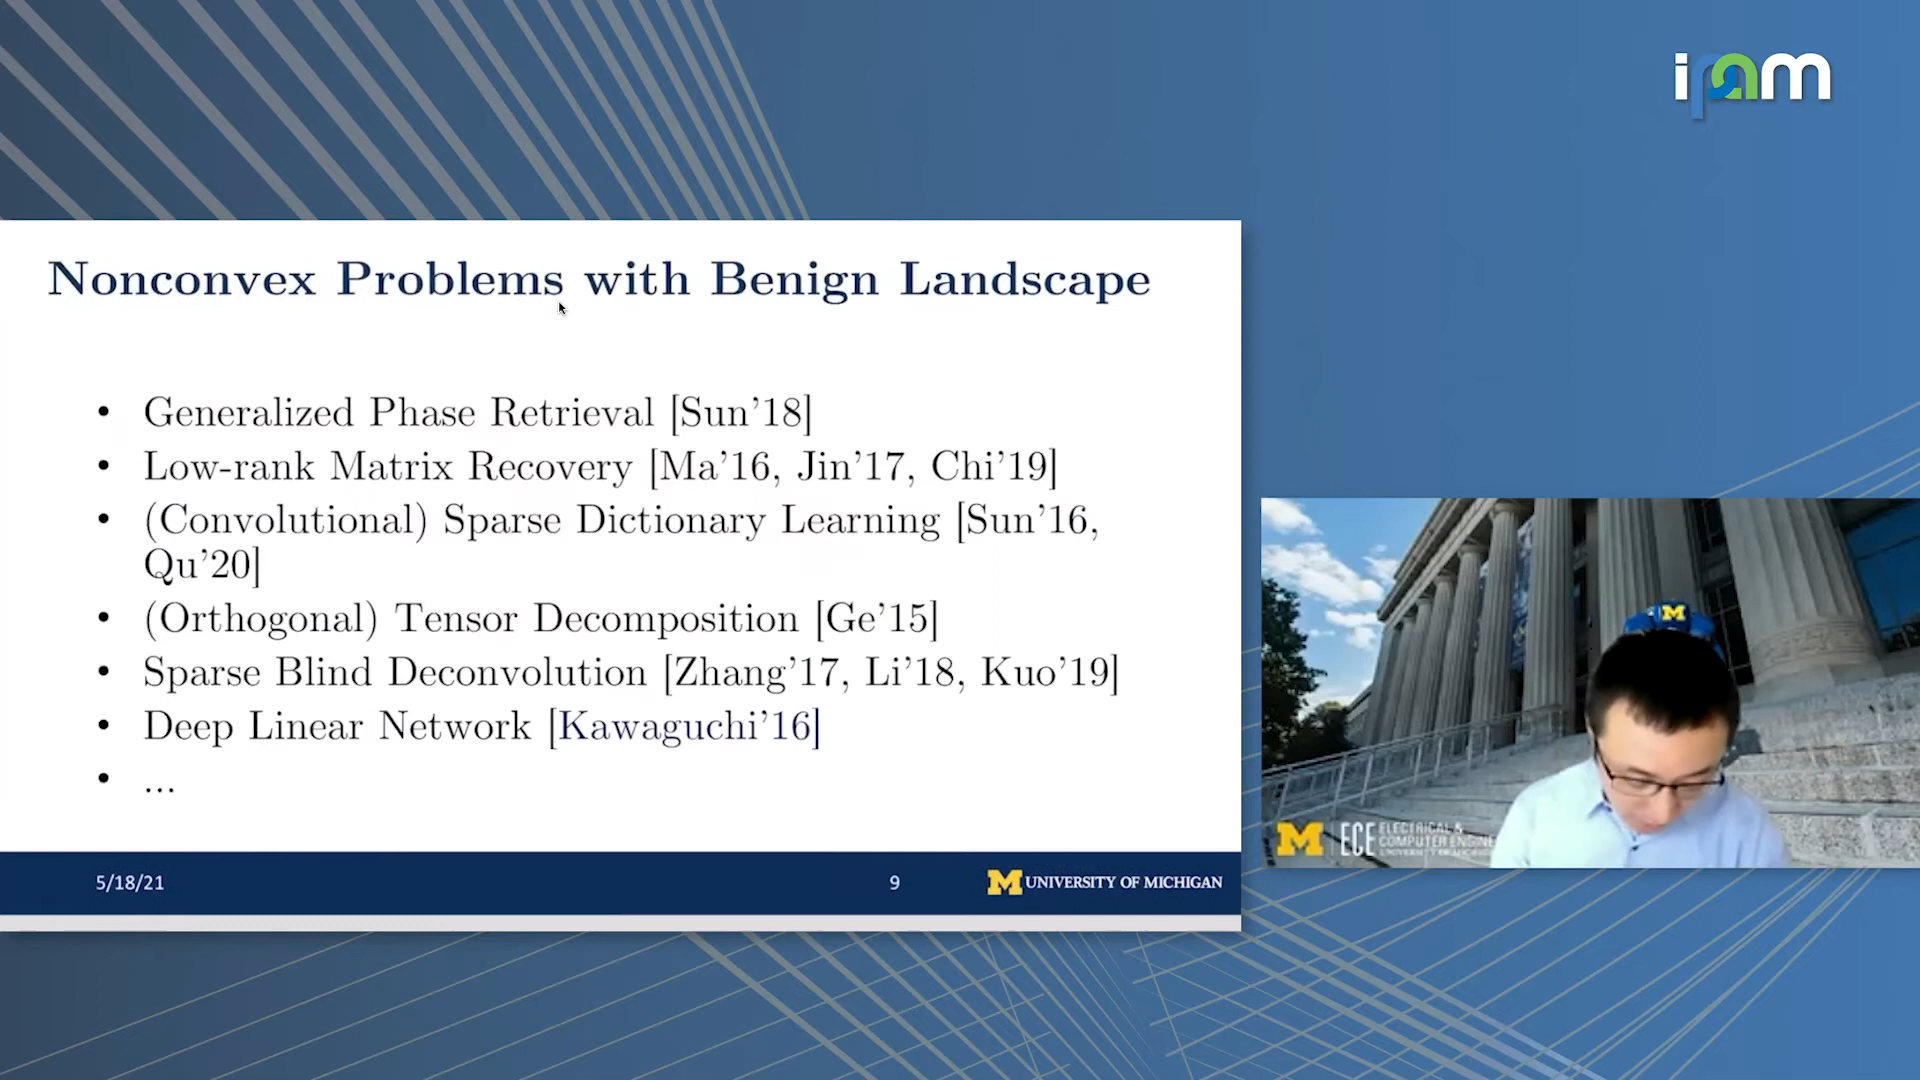 ipam
Nonconvex Problems with Benign Landscape
• Generalized Phase Retrieval [Sun'18]
• Low-rank Matrix Recovery [Ma'16, Jin'17, Chi'19]
• (Convolutional) Sparse Dictionary Learning [Sun'16,
Qu'20]
• (Orthogonal) Tensor Decomposition [Ge'15]
• Sparse Blind Deconvolution [Zhang'17, Li'18, Kuo'19]
• Deep Linear Network [Kawaguchi'16]
• ...
5/18/21
9
M UNIVERSITY OF MICHIGAN
M
M ECE ELECTRICAL &
COMPUTER ENGINE